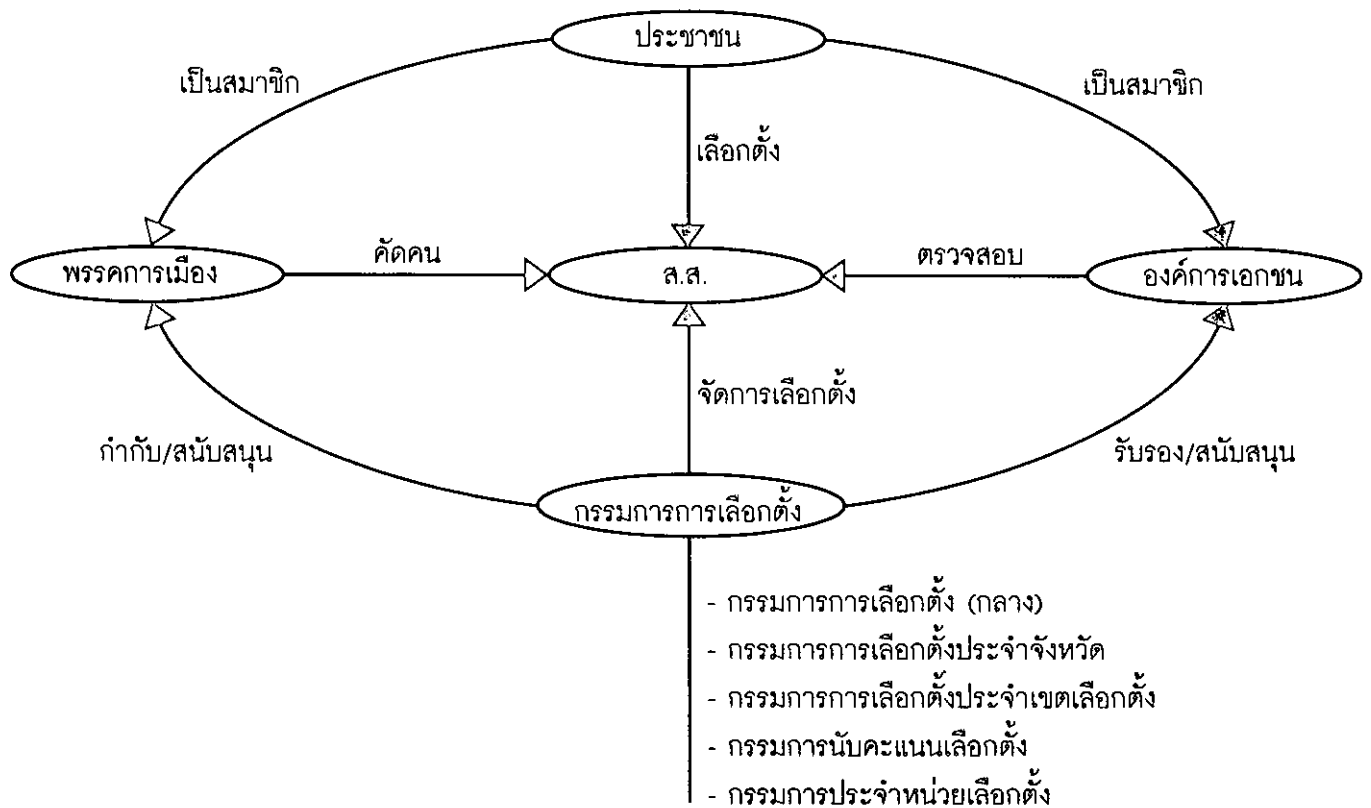 ประชาชน
เป็นสมาชิก
เป็นสมาชิก
เลือกตั้ง
พรรคการเมือง
คัดคน
ส.ส.
ตรวจสอบ
องค์การเอกชน
จัดการเลือกตั้ง
กำกับ/สนับสนุน
รับรอง/สนับสนุน
กรรมการการเลือกตั้ง
- กรรมการการเลือกตั้ง (กลาง)
- กรรมการการเลือกตั้งประจำจังหวัด
- กรรมการการเลือกตั้งประจำเขตเลือกตั้ง
- กรรมการนับคะแนนเลือกตั้ง
- กรรมการประจำหน่วยเลือกตั้ง